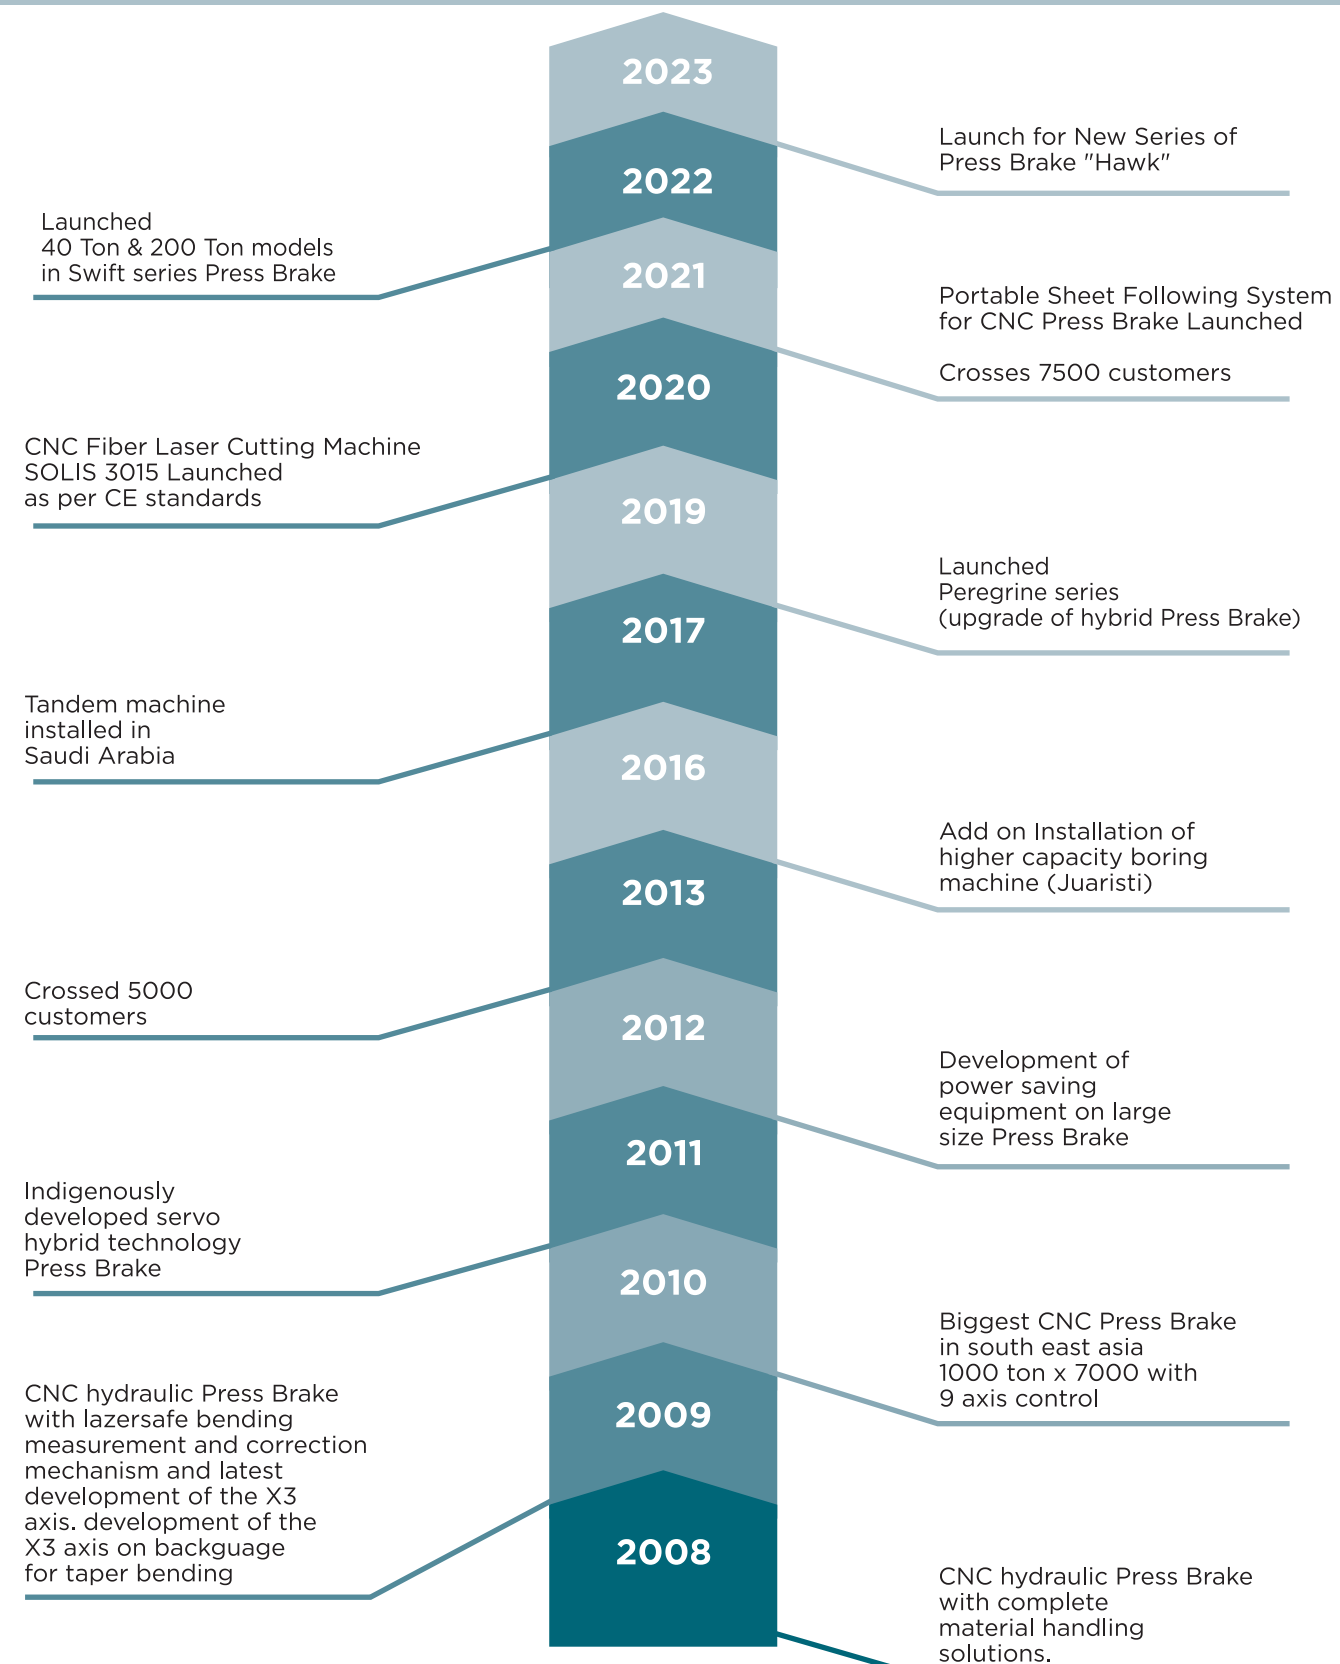 2023
Launch for New Series of
Press Brake "Hawk"
2022
Launched
40 Ton & 200 Ton models
in Swift series Press Brake
2021
Portable Sheet Following System
for CNC Press Brake Launched
Crosses 7500 customers
2020
CNC Fiber Laser Cutting Machine
SOLIS 3015 Launched
as per CE standards
2019
Launched
Peregrine series
(upgrade of hybrid Press Brake)
2017
Tandem machine
installed in
Saudi Arabia
2016
Add on Installation of
higher capacity boring
machine (Juaristi)
2013
Crossed 5000
customers
2012
Development of
power saving
equipment on large
size Press Brake
2011
Indigenously
developed servo
hybrid technology
Press Brake
2010
Biggest CNC Press Brake
in south east asia
1000 ton x 7000 with
9 axis control
2009
CNC hydraulic Press Brake
with lazersafe bending
measurement and correction
mechanism and latest
development of the X3
axis. development of the
X3 axis on backguage
for taper bending
2008
CNC hydraulic Press Brake
with complete
material handling
solutions.